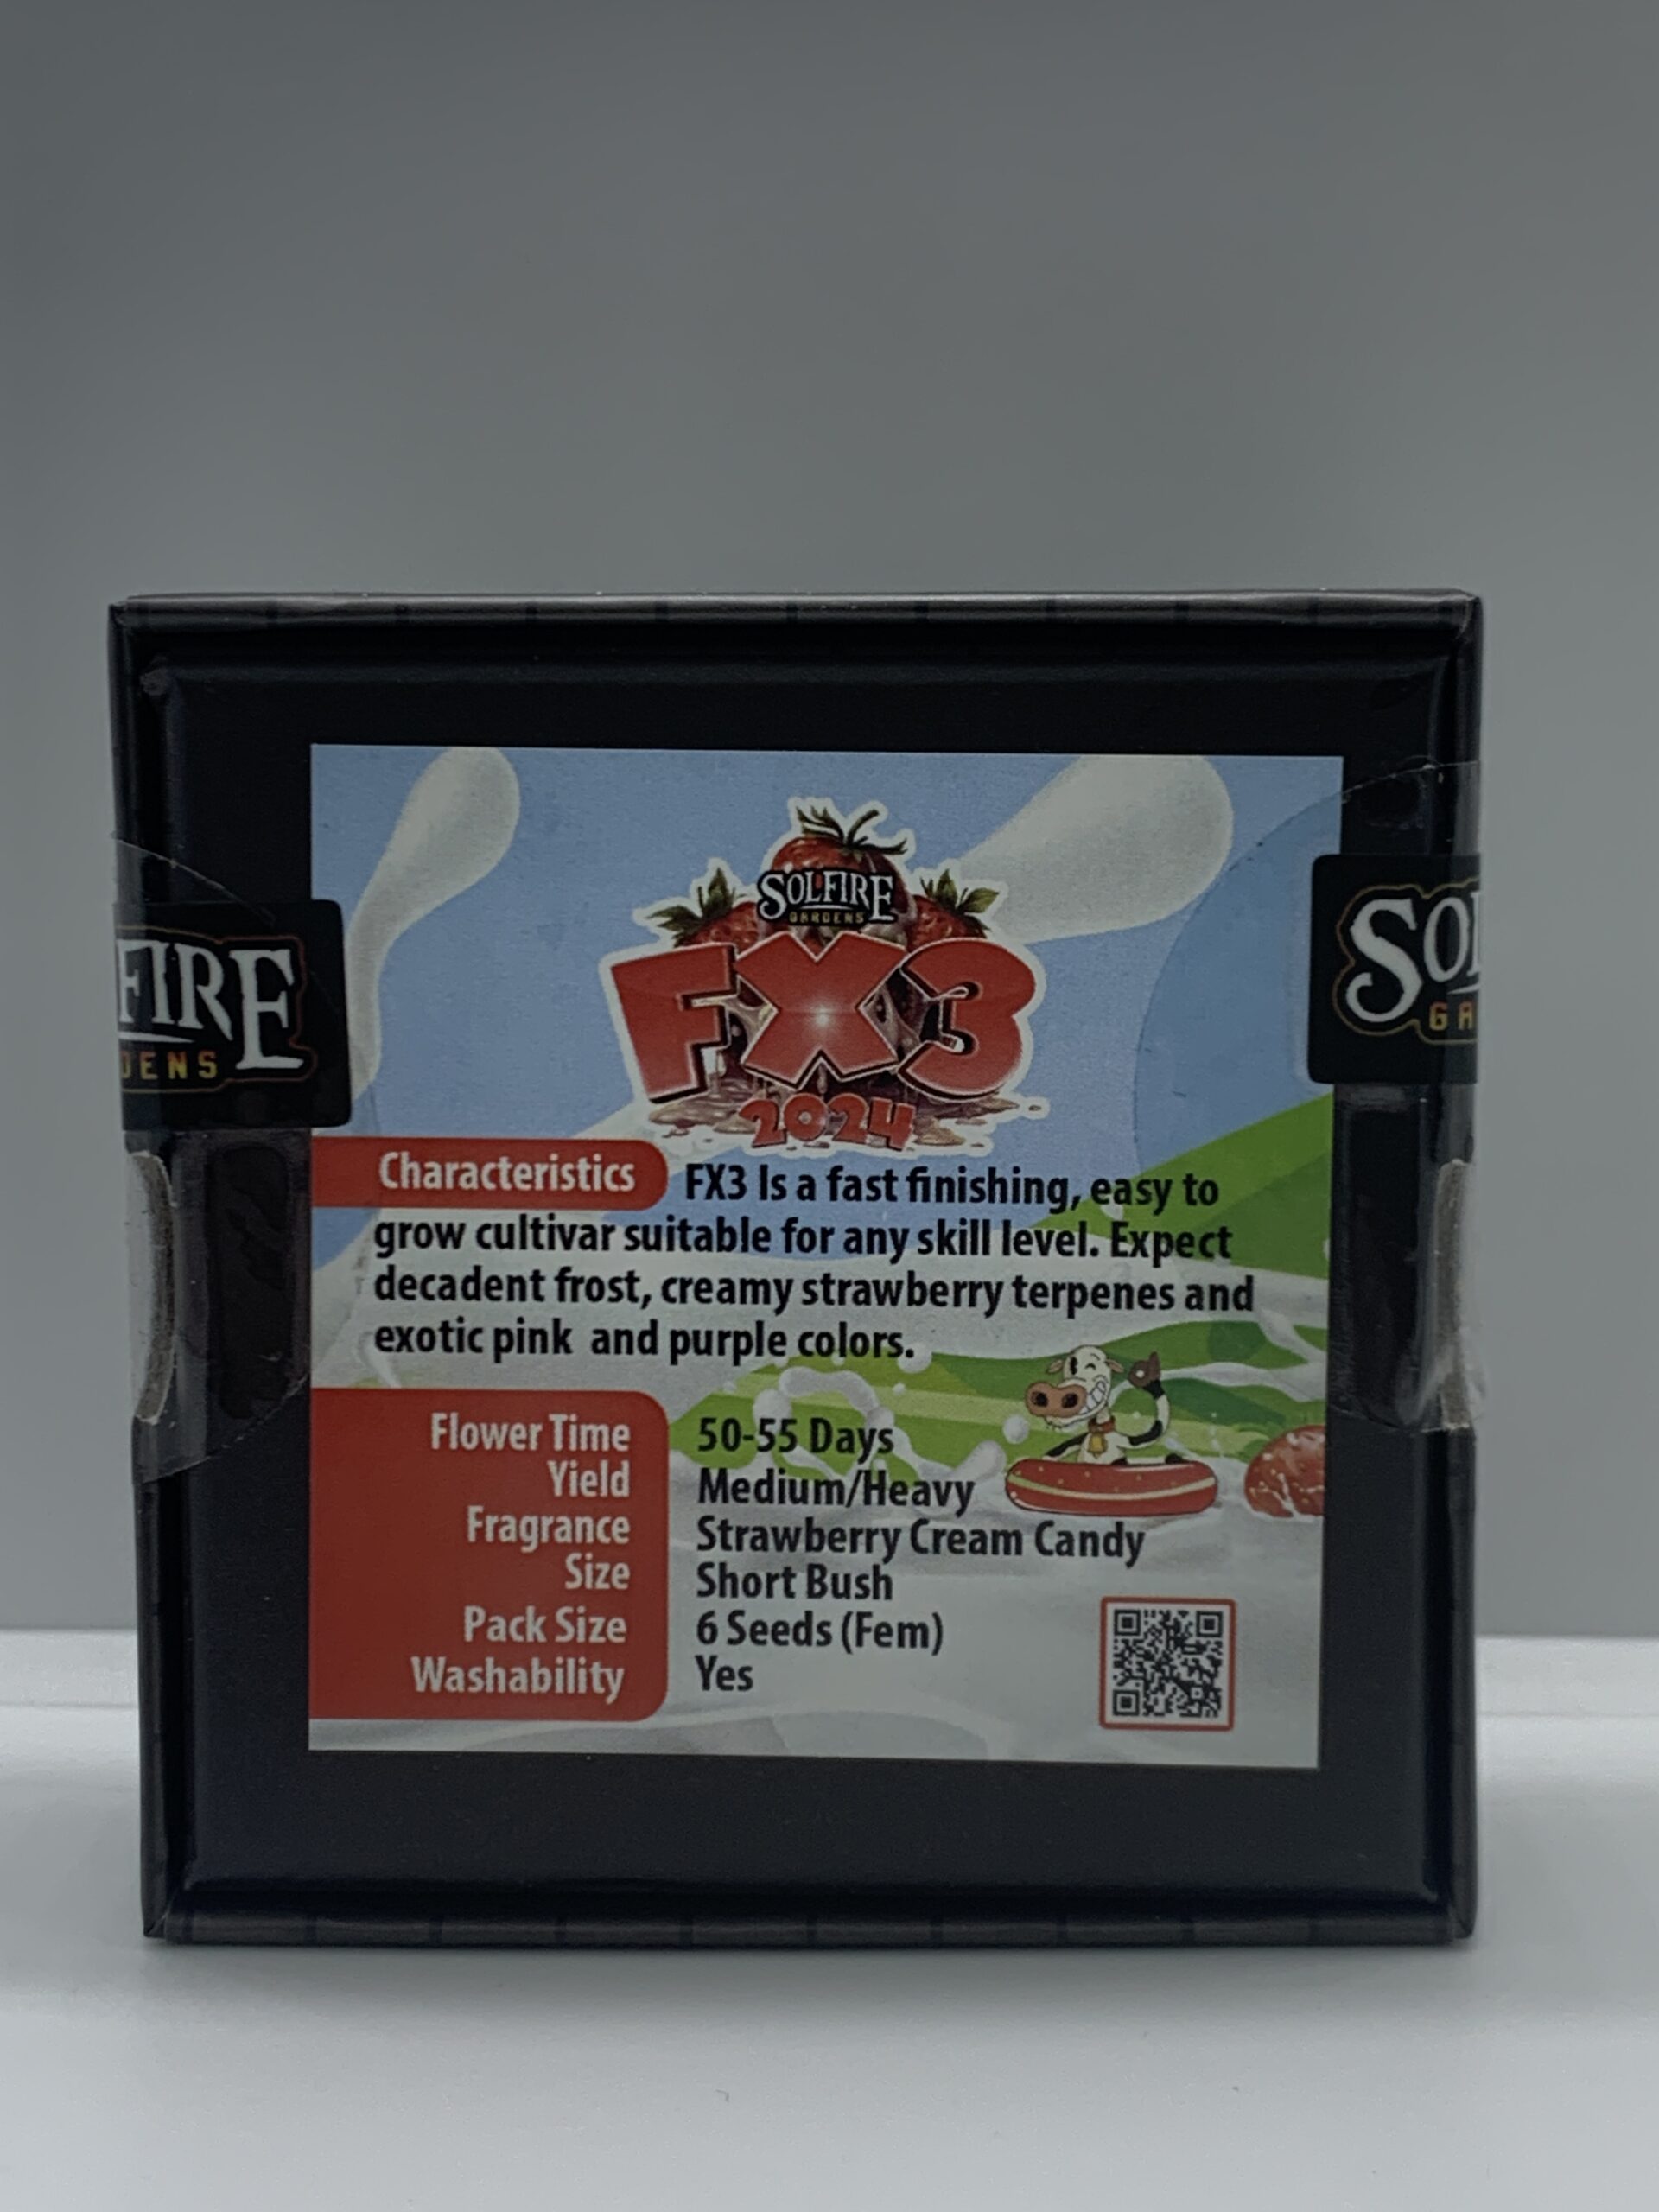 SOLFIRE
GARDENS
FX3
2024
FIRE
DENS
SOL
GA
Characteristics FX3 Is a fast finishing, easy to
grow cultivar suitable for any skill level. Expect
decadent frost, creamy strawberry terpenes and
exotic pink and purple colors.
Flower Time 50-55 Days
Yield Medium/Heavy
Fragrance Strawberry Cream Candy
Size Short Bush
Pack Size 6 Seeds (Fem)
Washability Yes